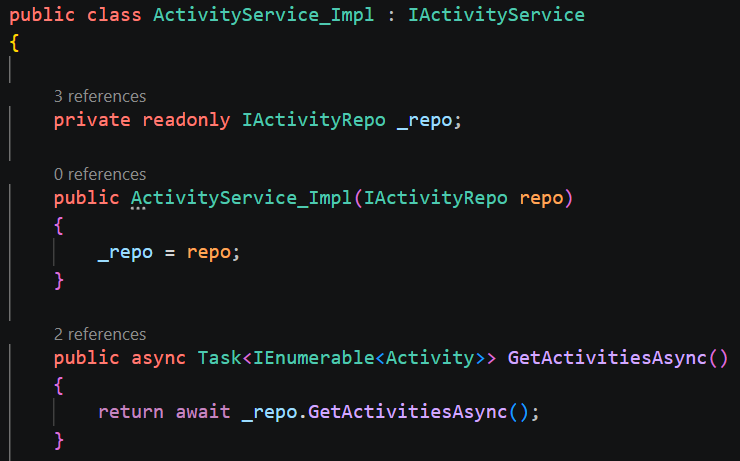 public class ActivityService_Impl : IActivityService
{
3 references
private readonly IActivityRepo _repo;
0 references
public ActivityService_Impl(IActivityRepo repo)
{
_repo = repo;
}
2 references
public async Task<IEnumerable<Activity>> GetActivitiesAsync()
{
return await _repo.GetActivitiesAsync();
}